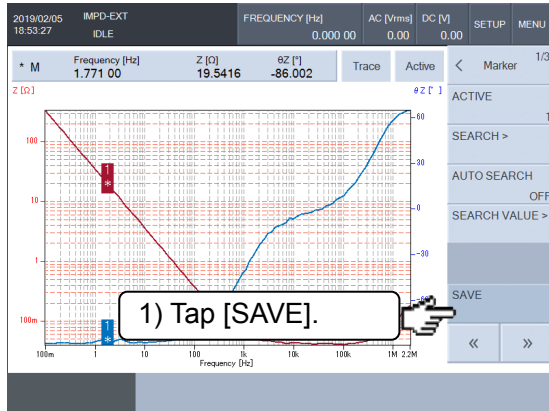 2019/02/05 IMPD-EXT FREQUENCY [Hz] AC [Vrms] DC [V] SETUP MENU
18:53:27 IDLE 0.000 00 0.00 0.00
* M Frequency [Hz] Z [Ω] θZ [°] Trace Active < Marker 1/3
1.771 00 19.5416 -86.002
Z [Ω] θZ [°]
ACTIVE
1
SEARCH >
AUTO SEARCH
OFF
SEARCH VALUE >
SAVE
« »
100
10
1
100m
60
30
0
-30
1
*
1
*
1) Tap [SAVE].
100m 1 10 100 1k 10k 100k 1M 2.2M
Frequency [Hz]